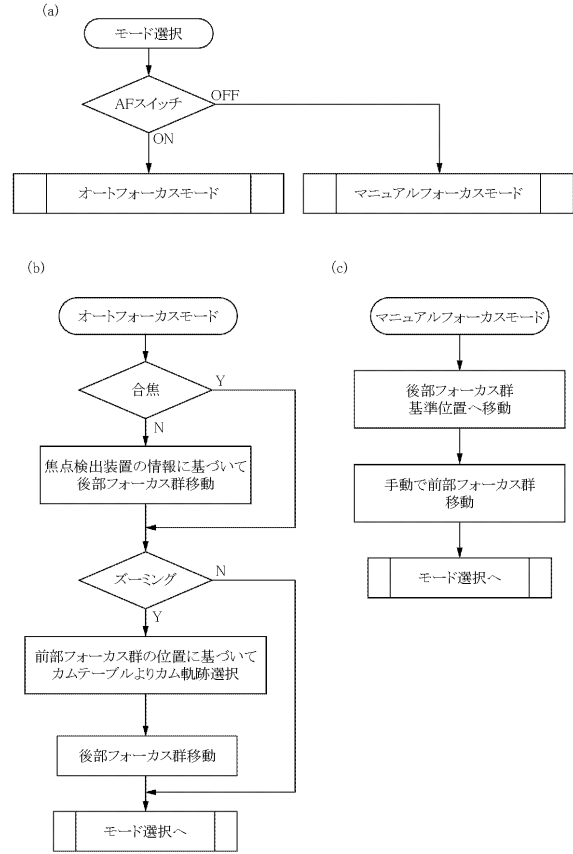 (a)
モード選択
AFスイッチ
OFF
ON
オートフォーカスモード
マニュアルフォーカスモード
(b)
オートフォーカスモード
合焦
Y
N
焦点検出装置の情報に基づいて
後部フォーカス群移動
ズーミング
N
Y
前部フォーカス群の位置に基づいて
カムテーブルよりカム軌跡選択
後部フォーカス群移動
モード選択へ
(c)
マニュアルフォーカスモード
後部フォーカス群
基準位置へ移動
手動で前部フォーカス群
移動
モード選択へ